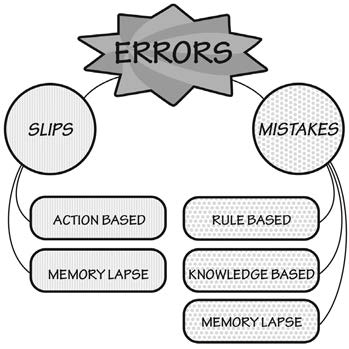 ERRORS
SLIPS
MISTAKES
ACTION BASED
RULE BASED
MEMORY LAPSE
KNOWLEDGE BASED
MEMORY LAPSE